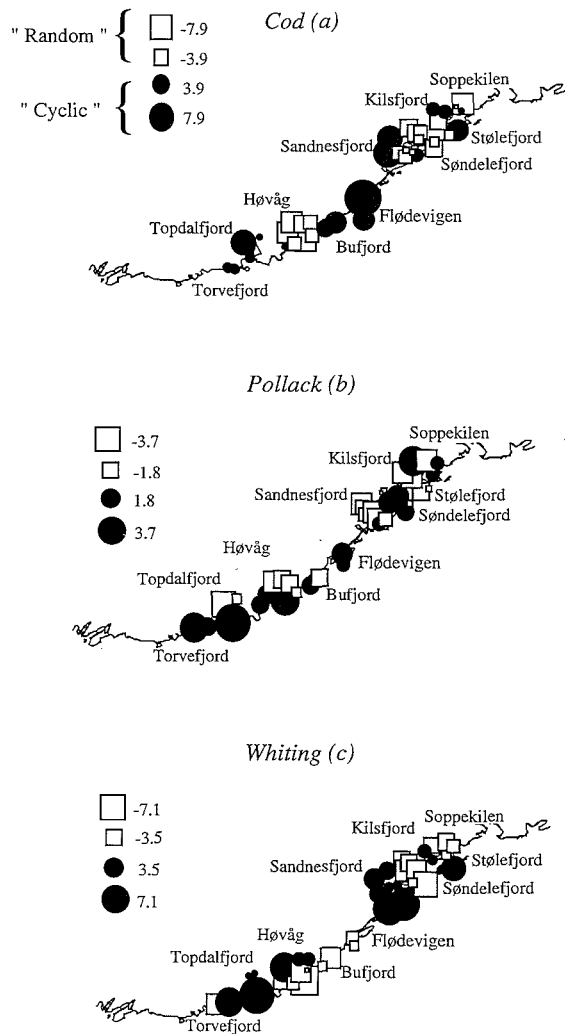 Cod (a)
" Random "
-7.9
-3.9
" Cyclic "
3.9
7.9
Soppekilen
Kilsfjord
Stølefjord
Sandnesfjord
Søndelefjord
Høvåg
Flødevigen
Topdalfjord
Bufjord
Torvefjord
Pollack (b)
-3.7
-1.8
1.8
3.7
Soppekilen
Kilsfjord
Stølefjord
Sandnesfjord
Søndelefjord
Høvåg
Flødevigen
Topdalfjord
Bufjord
Torvefjord
Whiting (c)
-7.1
-3.5
3.5
7.1
Soppekilen
Kilsfjord
Stølefjord
Sandnesfjord
Søndelefjord
Høvåg
Flødevigen
Topdalfjord
Bufjord
Torvefjord